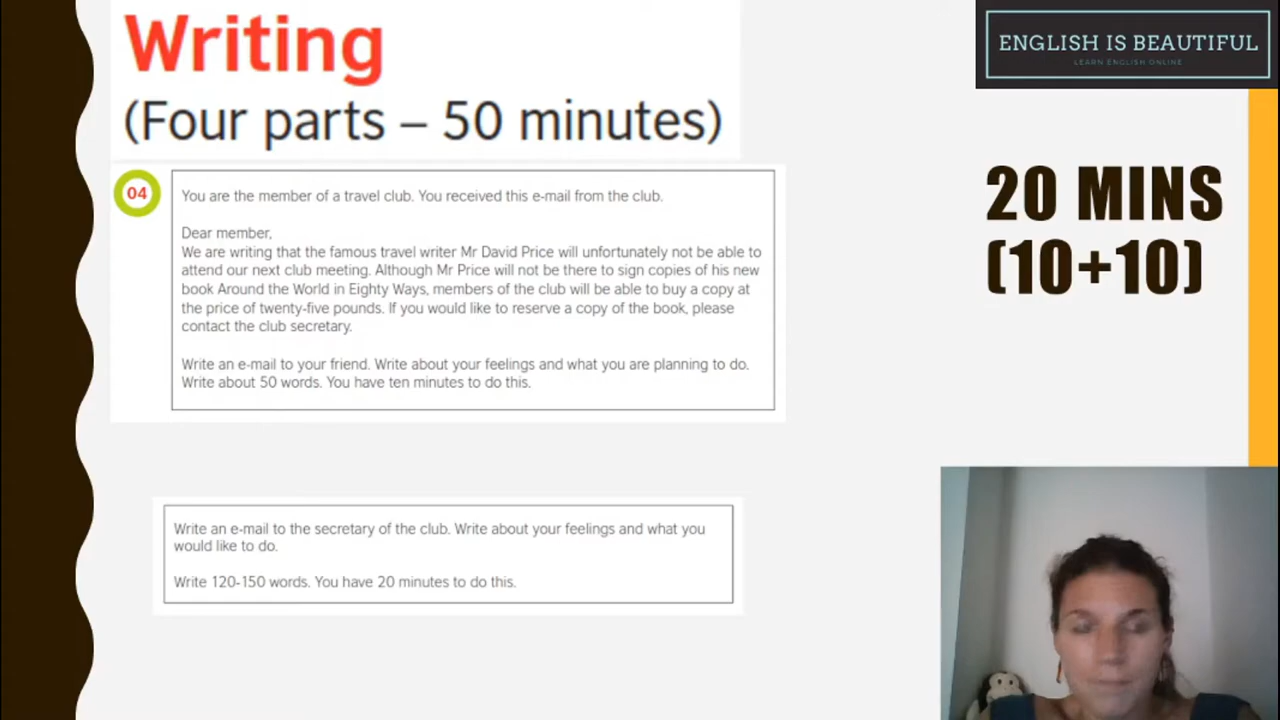 Writing
(Four parts – 50 minutes)
ENGLISH IS BEAUTIFUL
LEARN ENGLISH ONLINE
20 MINS
(10+10)
04
You are the member of a travel club. You received this e-mail from the club.
Dear member,
We are writing that the famous travel writer Mr David Price will unfortunately not be able to
attend our next club meeting. Although Mr Price will not be there to sign copies of his new
book Around the World in Eighty Ways, members of the club will be able to buy a copy at
the price of twenty-five pounds. If you would like to reserve a copy of the book, please
contact the club secretary.
Write an e-mail to your friend. Write about your feelings and what you are planning to do.
Write about 50 words. You have ten minutes to do this.
Write an e-mail to the secretary of the club. Write about your feelings and what you
would like to do.
Write 120-150 words. You have 20 minutes to do this.